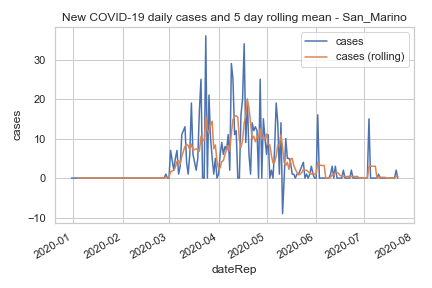 New COVID-19 daily cases and 5 day rolling mean - San_Marino
cases
cases (rolling)
30
20
10
0
−10
cases
2020-01
2020-02
2020-03
2020-04
2020-05
2020-06
2020-07
2020-08
dateRep